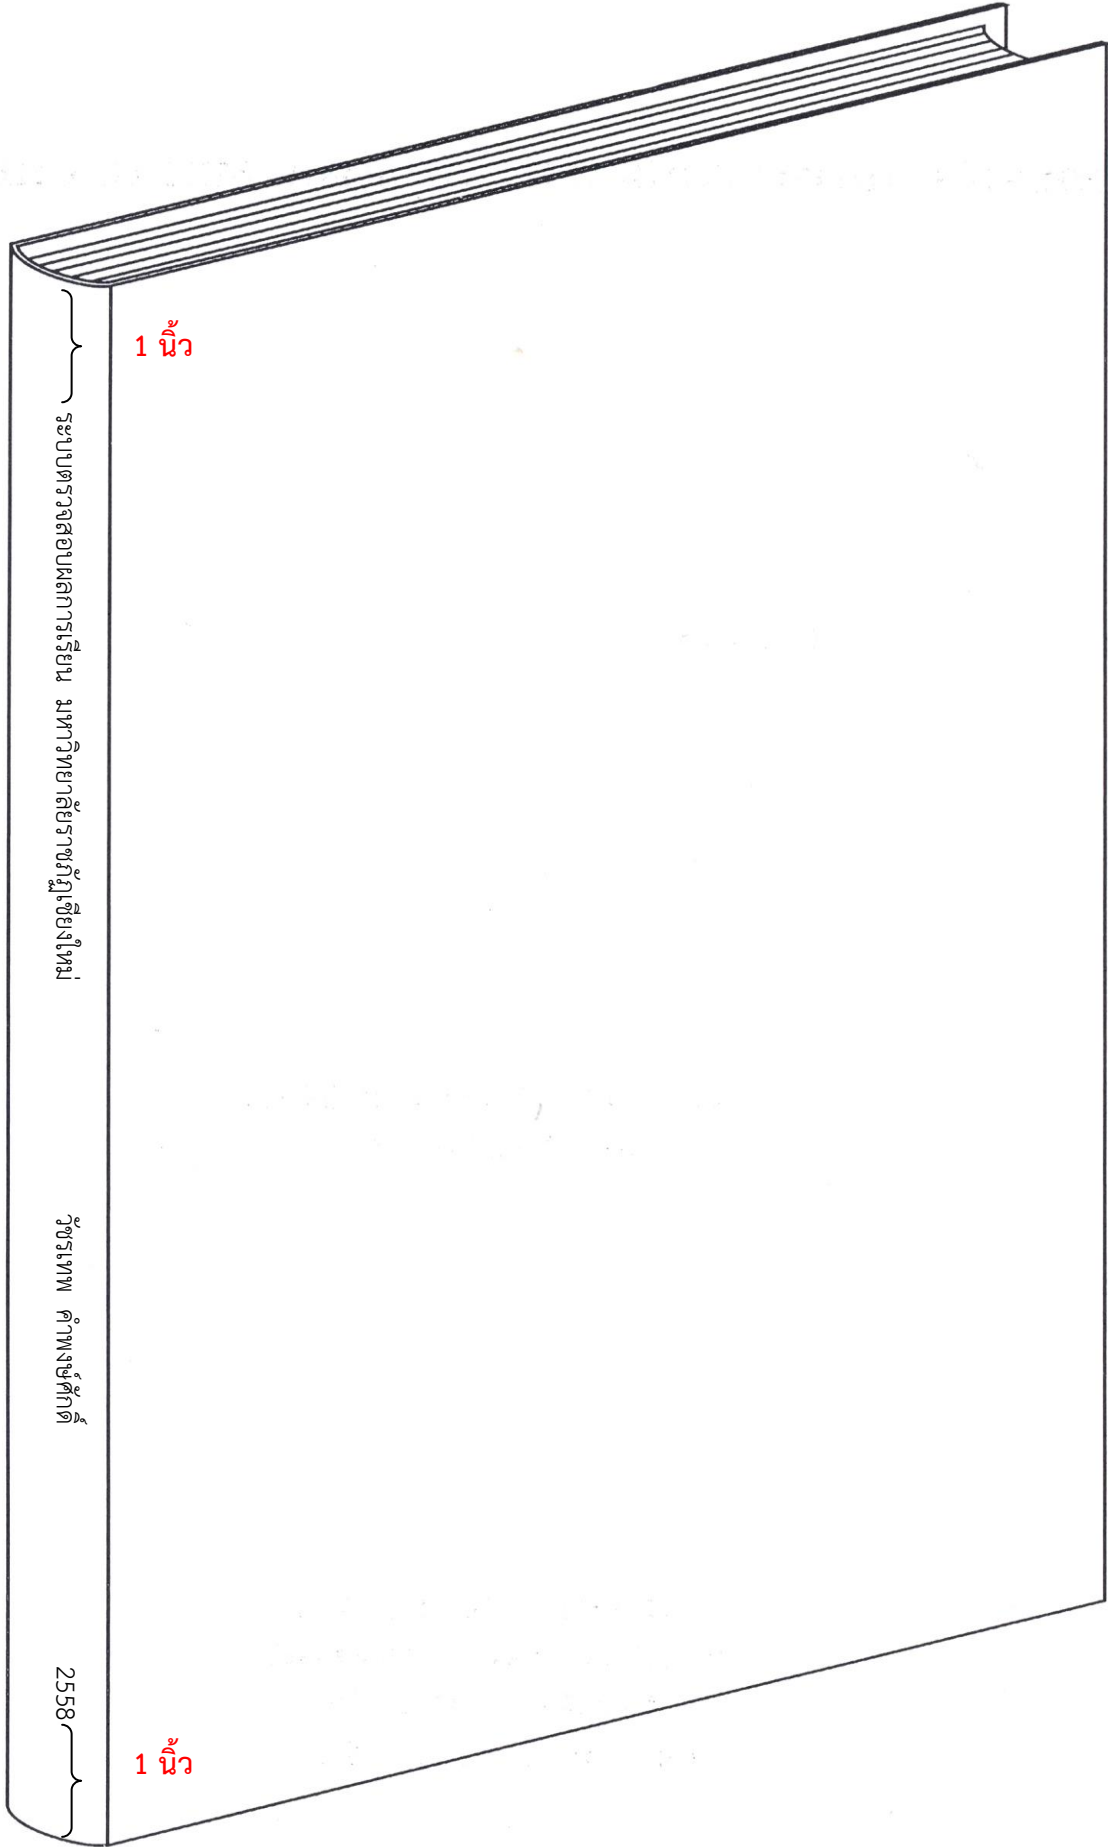 1 นิ้ว
ระบบตรวจสอบผลการเรียน มหาวิทยาลัยราชภัฏเชียงใหม่
วัชรเทพ คำพงษ์ศักดิ์
2558
1 นิ้ว